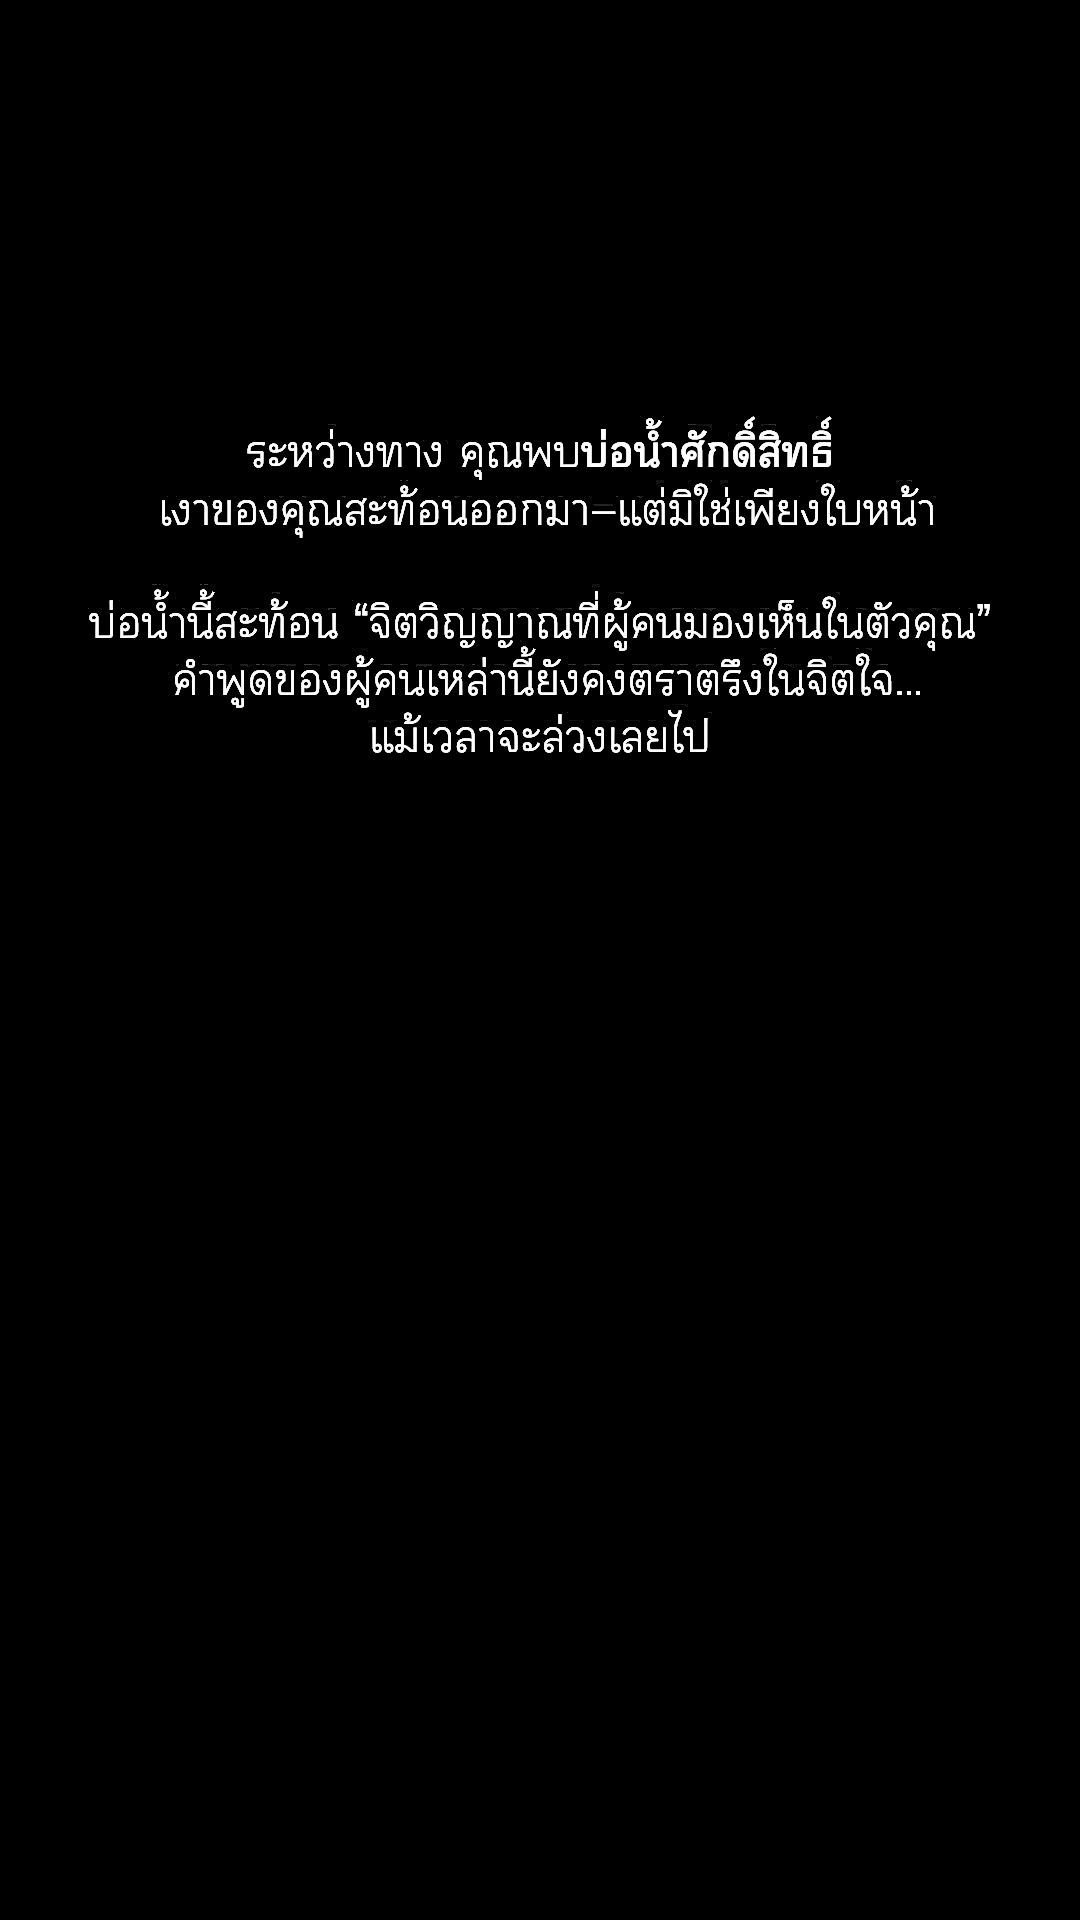 ระหว่างทาง คุณพบบ่อน้ำศักดิ์สิทธิ์
เงาของคุณสะท้อนออกมา—แต่มิใช่เพียงใบหน้า
บ่อน้ำนี้สะท้อน “จิตวิญญาณที่ผู้คนมองเห็นในตัวคุณ”
คำพูดของผู้คนเหล่านี้ยังคงตราตรึงในจิตใจ...
แม้เวลาจะล่วงเลยไป